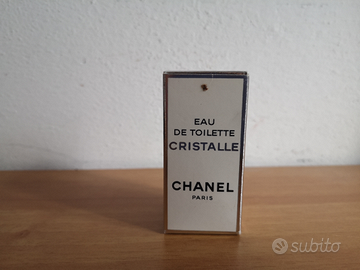 EAU
DE TOILETTE
CRISTALLE
CHANEL
PARIS
subito